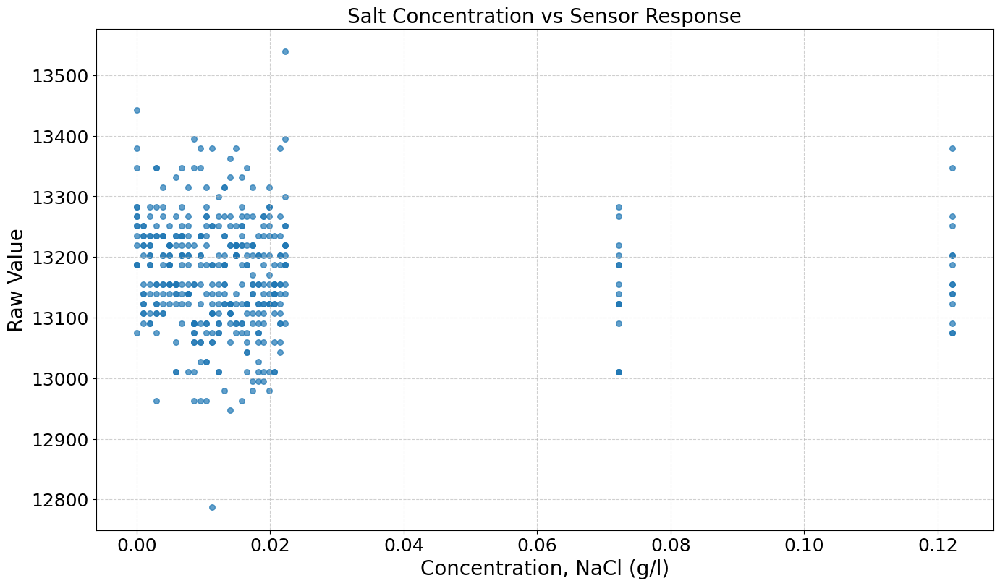 Salt Concentration vs Sensor Response
Raw Value
13500
13400
13300
13200
13100
13000
12900
12800
0.00 0.02 0.04 0.06 0.08 0.10 0.12
Concentration, NaCl (g/l)